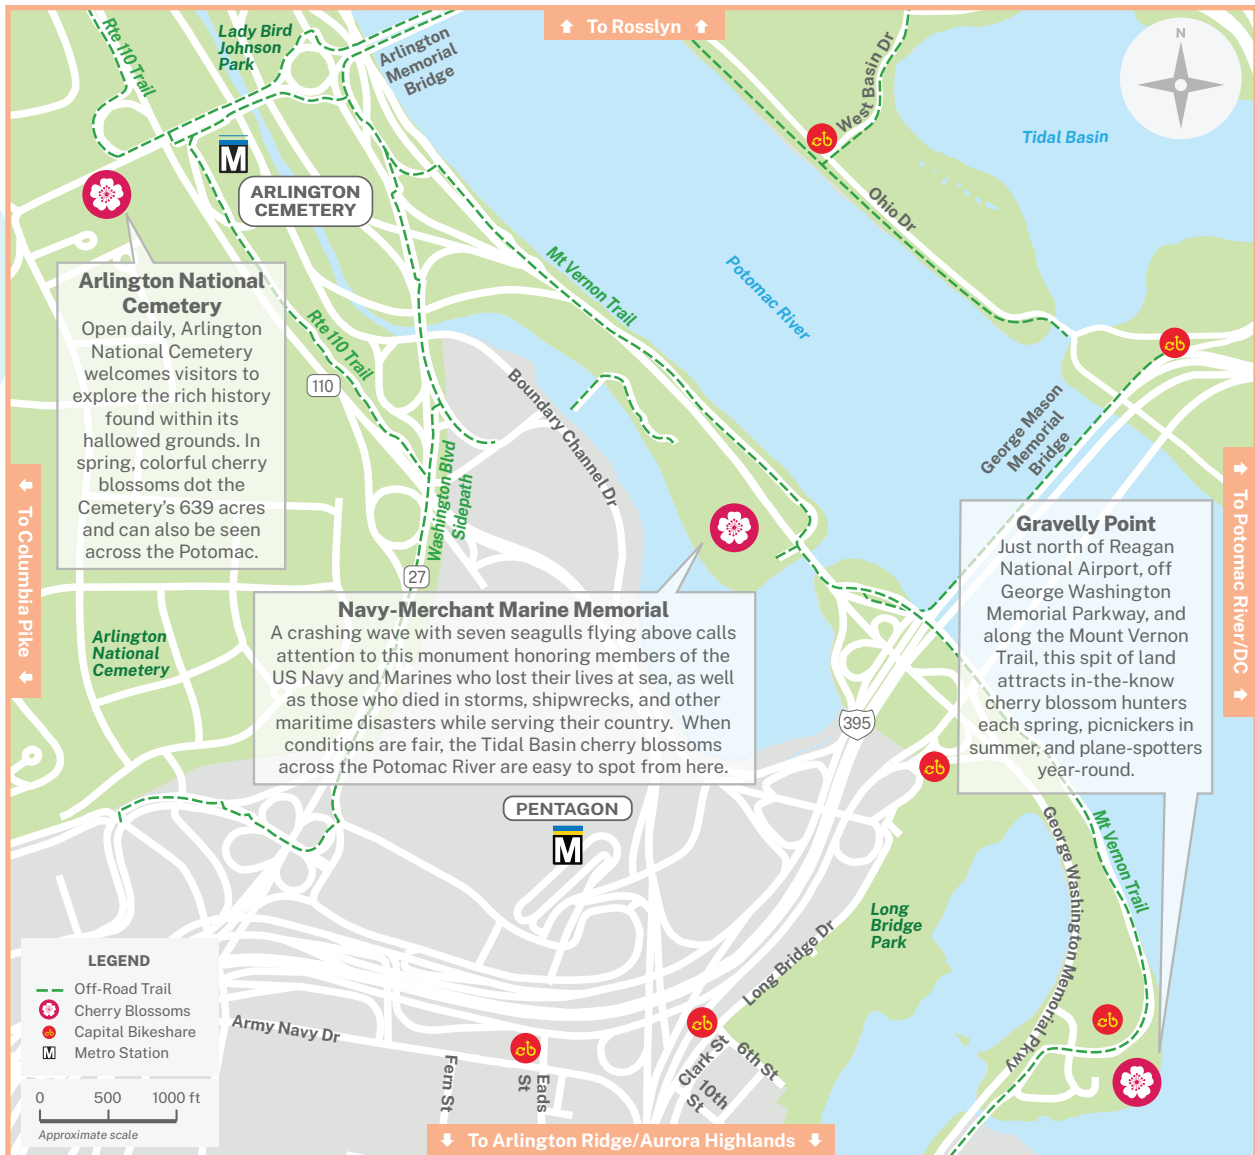 To Rosslyn
Rte 110 Trail
Lady Bird
Johnson
Park
Arlington
Memorial
Bridge
West Basin Dr
N
Tidal Basin
cb
M
ARLINGTON
CEMETERY
Ohio Dr
Mt Vernon Trail
Potomac River
Arlington National
Cemetery
Open daily, Arlington
National Cemetery
welcomes visitors to
explore the rich history
found within its
hallowed grounds. In
spring, colorful cherry
blossoms dot the
Cemetery's 639 acres
and can also be seen
across the Potomac.
Rte 110 Trail
110
cb
Boundary Channel Dr
George Mason
Memorial
Bridge
Washington Blvd
Sidepath
To Columbia Pike
To Potomac River/DC
27
Gravelly Point
Just north of Reagan
National Airport, off
George Washington
Memorial Parkway, and
along the Mount Vernon
Trail, this spit of land
attracts in-the-know
cherry blossom hunters
each spring, picnickers in
summer, and plane-spotters
year-round.
Navy-Merchant Marine Memorial
A crashing wave with seven seagulls flying above calls
attention to this monument honoring members of the
US Navy and Marines who lost their lives at sea, as well
as those who died in storms, shipwrecks, and other
maritime disasters while serving their country. When
conditions are fair, the Tidal Basin cherry blossoms
across the Potomac River are easy to spot from here.
Arlington
National
Cemetery
395
cb
PENTAGON
M
George Washington Memorial Pkwy
Mt Vernon Trail
Long
Bridge
Park
Long Bridge Dr
LEGEND
Off-Road Trail
Cherry Blossoms
cb Capital Bikeshare
M Metro Station
Army Navy Dr
cb
cb
cb
Fern St
Eads
St
Clark St
6th St
10th
St
0 500 1000 ft
Approximate scale
To Arlington Ridge/Aurora Highlands